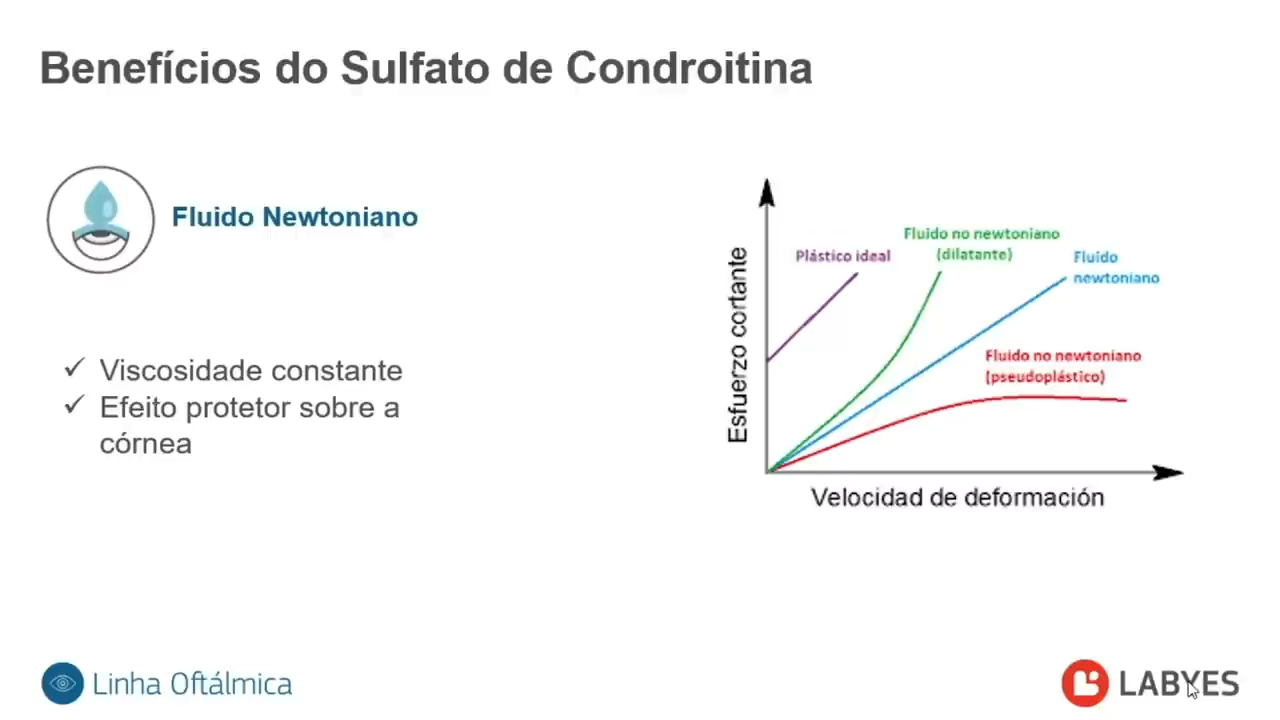 Benefícios do Sulfato de Condroitina
Fluido Newtoniano
✓ Viscosidade constante
✓ Efeito protetor sobre a
córnea
Esfuerzo cortante
Plástico ideal
Fluido no newtoniano
(dilatante)
Fluido
newtoniano
Fluido no newtoniano
(pseudoplástico)
Velocidad de deformación
Linha Oftálmica
LABYES